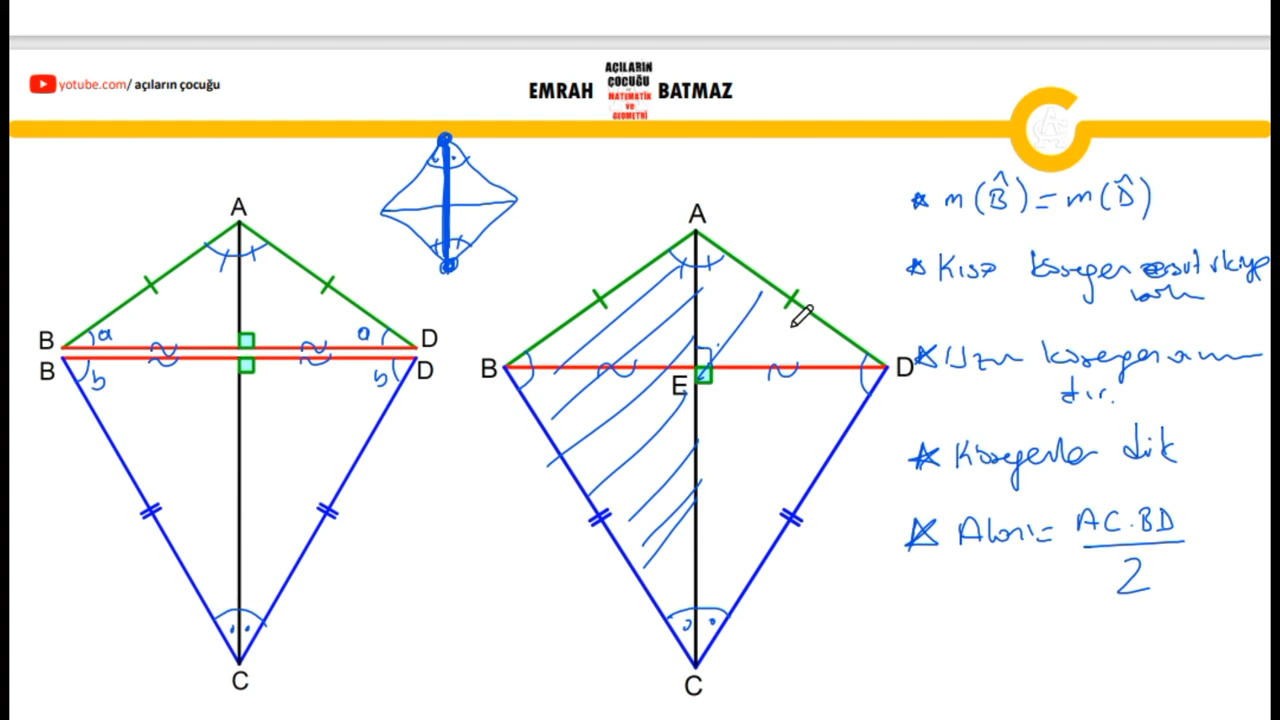 yotube.com/ açıların çocuğu
EMRAH
AÇILARIN
ÇOCUĞU
MATEMATİK
ve
GEOMETRİ
BATMAZ
A
B
a
a
D
B
b
b
D
C
A
B
E
D
C
m(B̂) = m(D̂)
Kısa köşegen
Uzun köşegen
dır.
Köşegenler dik
Alan = AC.BD
2